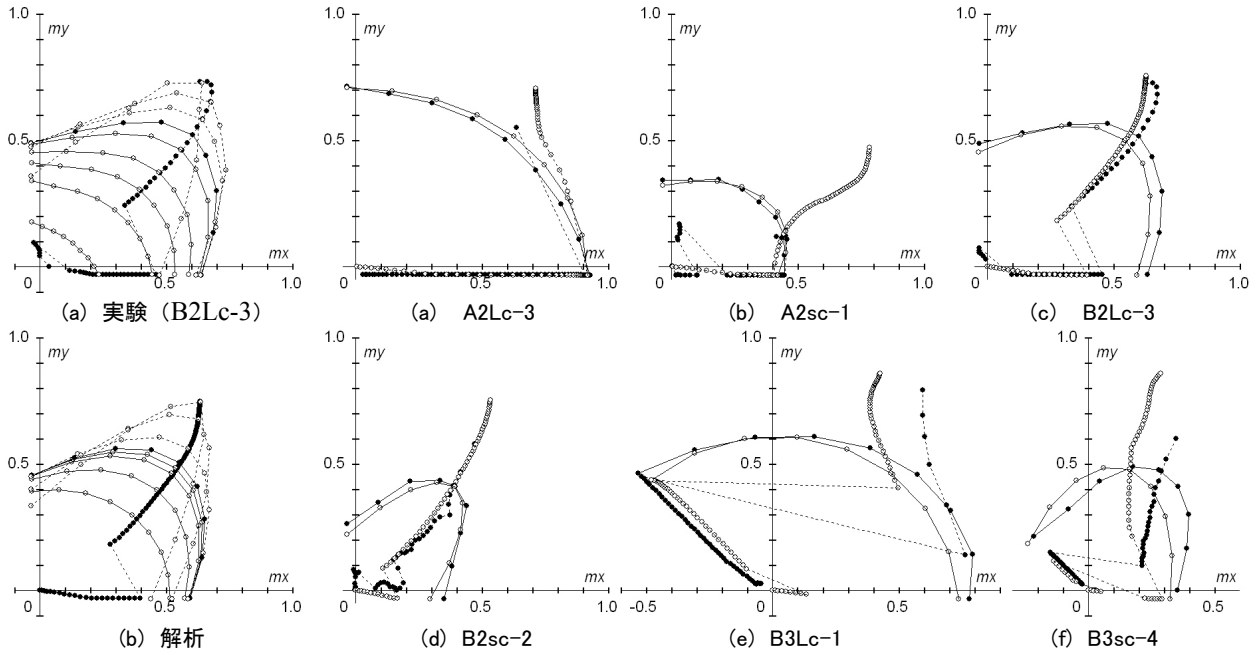 1.0
my
0.5
mx
0
0.5
1.0
(a) 実験（B2Lc-3）
1.0
my
0.5
mx
0
0.5
1.0
(a) A2Lc-3
1.0
my
0.5
mx
0
0.5
1.0
(b) A2sc-1
1.0
my
0.5
mx
0
0.5
1.0
(c) B2Lc-3
1.0
my
0.5
mx
0
0.5
1.0
(b) 解析
1.0
my
0.5
mx
0
0.5
1.0
(d) B2sc-2
1.0
my
0.5
mx
-0.5
0
0.5
1.0
(e) B3Lc-1
1.0
my
0.5
mx
0
0.5
(f) B3sc-4